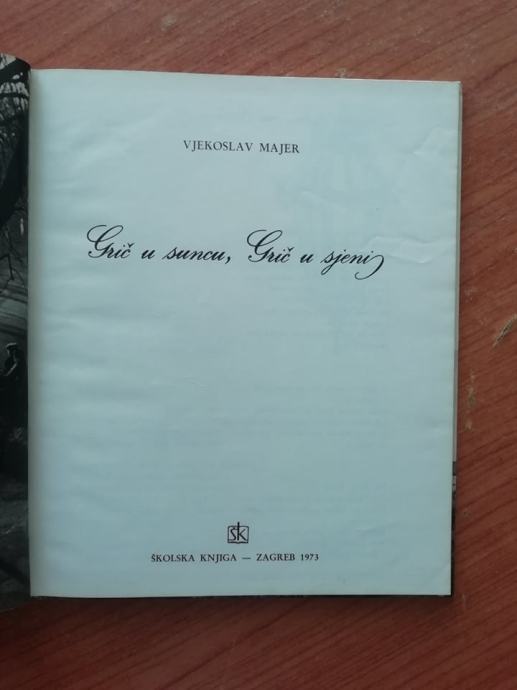 VJEKOSLAV MAJER
Grič u suncu, Grič u sjeni
ŠK
ŠKOLSKA KNJIGA — ZAGREB 1973